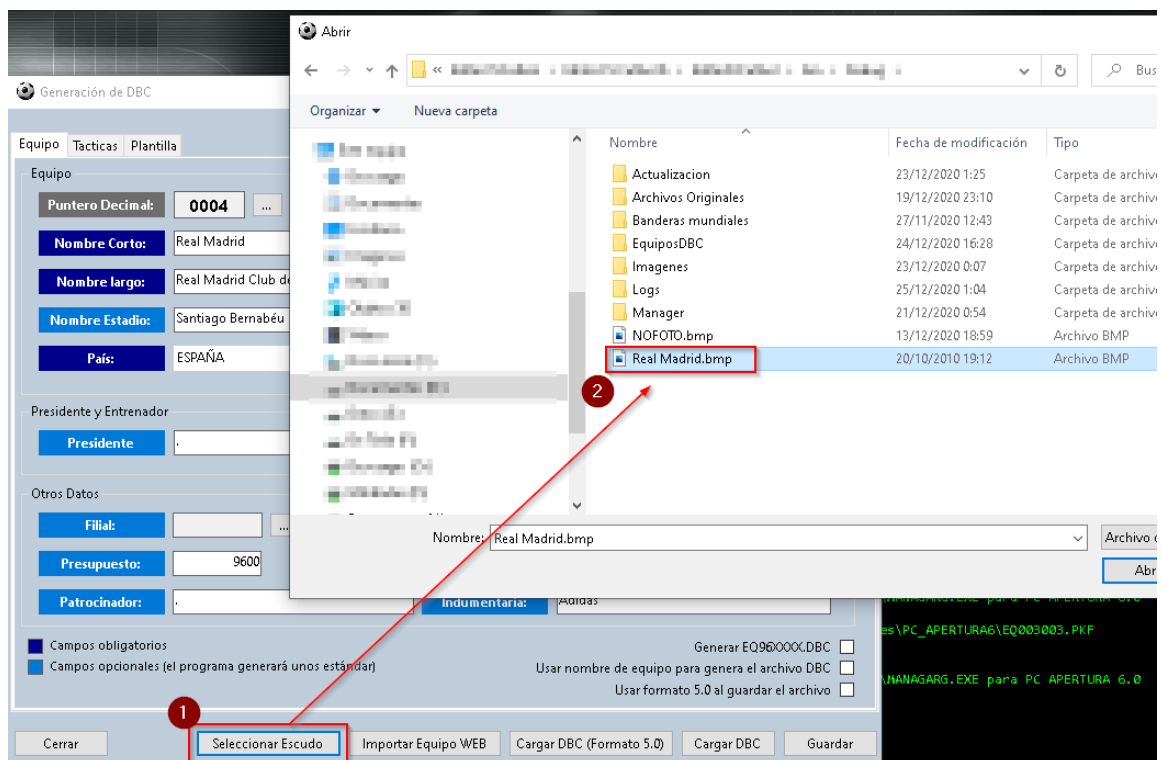 Abrir
«
Bus
Organizar
Nueva carpeta
Nombre
Fecha de modificación
Tipo
Actualizacion 23/12/2020 1:25 Carpeta de archivo
Archivos Originales 19/12/2020 23:10 Carpeta de archivo
Banderas mundiales 27/11/2020 12:43 Carpeta de archivo
EquiposDBC 24/12/2020 16:28 Carpeta de archivo
Imagenes 23/12/2020 0:07 Carpeta de archivo
Logs 25/12/2020 1:04 Carpeta de archivo
Manager 21/12/2020 0:54 Carpeta de archivo
NOFOTO.bmp 13/12/2020 18:59 Archivo BMP
Real Madrid.bmp 20/10/2010 19:12 Archivo BMP
2
Nombre: Real Madrid.bmp
Archivo
Abr
Generación de DBC
Equipo Tacticas Plantilla
Equipo
Puntero Decimal: 0004 ...
Nombre Corto: Real Madrid
Nombre largo: Real Madrid Club de
Nombre Estadio: Santiago Bernabéu
País: ESPAÑA
Presidente y Entrenador
Presidente .
Otros Datos
Filial: ...
Presupuesto: 9600
Patrocinador: . Indumentaria: Adidas
Campos obligatorios
Campos opcionales (el programa generará unos estándar)
Generar EQ96XXXX.DBC
Usar nombre de equipo para genera el archivo DBC
Usar formato 5.0 al guardar el archivo
1
Cerrar Seleccionar Escudo Importar Equipo WEB Cargar DBC (Formato 5.0) Cargar DBC Guardar
\MANAGARG.EXE para PC APERTURA 6.0
es\PC_APERTURA6\EQ003003.PKF
\MANAGARG.EXE para PC APERTURA 6.0